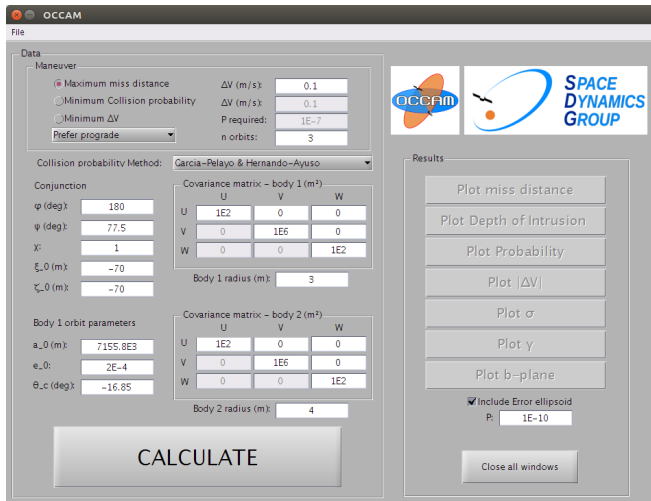 OCCAM
File
Data
Maneuver
Maximum miss distance
ΔV (m/s):
0.1
Minimum Collision probability
ΔV (m/s):
0.1
Minimum ΔV
P required:
1E-7
Prefer prograde
n orbits:
3
OCCAM
SPACE
DYNAMICS
GROUP
Collision probability Method:
Garcia-Pelayo & Hernando-Ayuso
Conjunction
φ (deg):
180
ψ (deg):
77.5
χ:
1
ξ_0 (m):
-70
ζ_0 (m):
-70
Covariance matrix - body 1 (m²)
U V W
U 1E2 0 0
V 0 1E6 0
W 0 0 1E2
Body 1 radius (m):
3
Body 1 orbit parameters
a_0 (m):
7155.8E3
e_0:
2E-4
θ_c (deg):
-16.85
Covariance matrix - body 2 (m²)
U V W
U 1E2 0 0
V 0 1E6 0
W 0 0 1E2
Body 2 radius (m):
4
CALCULATE
Results
Plot miss distance
Plot Depth of Intrusion
Plot Probability
Plot |ΔV|
Plot σ
Plot γ
Plot b-plane
Include Error ellipsoid
P:
1E-10
Close all windows